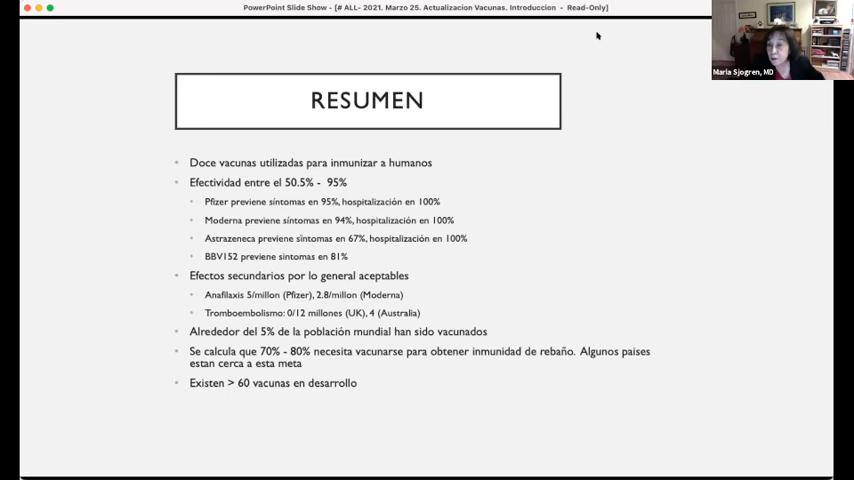 PowerPoint Slide Show - [# ALL- 2021. Marzo 25. Actualizacion Vacunas. Introduccion - Read-Only]
Maria Sjogren, MD
RESUMEN
• Doce vacunas utilizadas para inmunizar a humanos
• Efectividad entre el 50.5% - 95%
• Pfizer previene síntomas en 95%, hospitalización en 100%
• Moderna previene síntomas en 94%, hospitalización en 100%
• Astrazeneca previene síntomas en 67%, hospitalización en 100%
• BBV152 previene sintomas en 81%
• Efectos secundarios por lo general aceptables
• Anafilaxis 5/millon (Pfizer), 2.8/millon (Moderna)
• Tromboembolismo: 0/12 millones (UK), 4 (Australia)
• Alrededor del 5% de la población mundial han sido vacunados
• Se calcula que 70% - 80% necesita vacunarse para obtener inmunidad de rebaño. Algunos paises
estan cerca a esta meta
• Existen > 60 vacunas en desarrollo